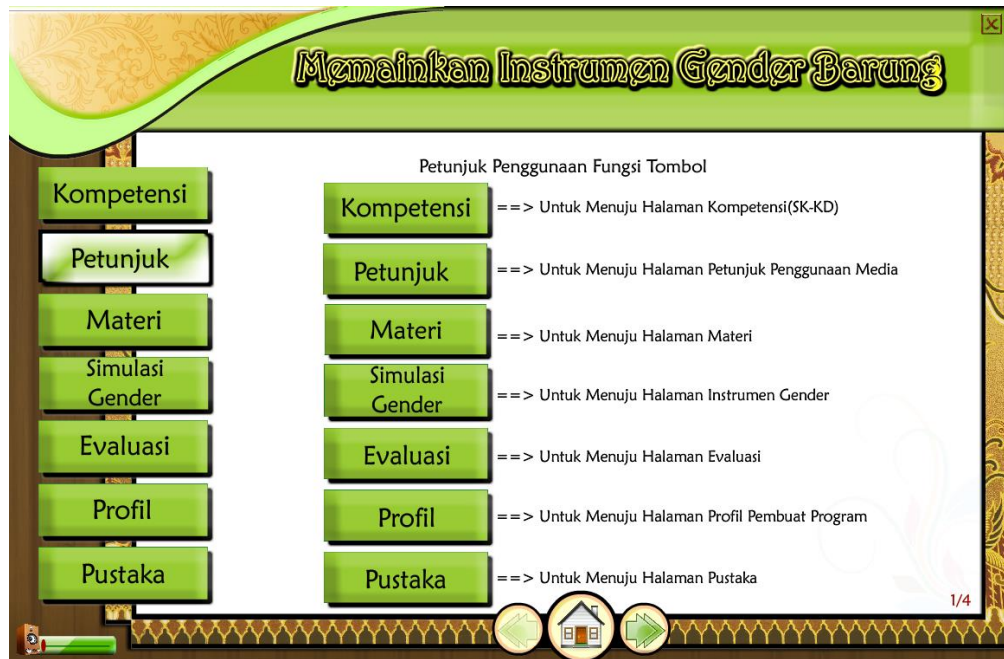 Memainkan Instrumen Gender Barung
Kompetensi
Petunjuk
Materi
Simulasi
Gender
Evaluasi
Profil
Pustaka
Petunjuk Penggunaan Fungsi Tombol
Kompetensi ==> Untuk Menuju Halaman Kompetensi(SK-KD)
Petunjuk ==> Untuk Menuju Halaman Petunjuk Penggunaan Media
Materi ==> Untuk Menuju Halaman Materi
Simulasi
Gender ==> Untuk Menuju Halaman Instrumen Gender
Evaluasi ==> Untuk Menuju Halaman Evaluasi
Profil ==> Untuk Menuju Halaman Profil Pembuat Program
Pustaka ==> Untuk Menuju Halaman Pustaka
1/4